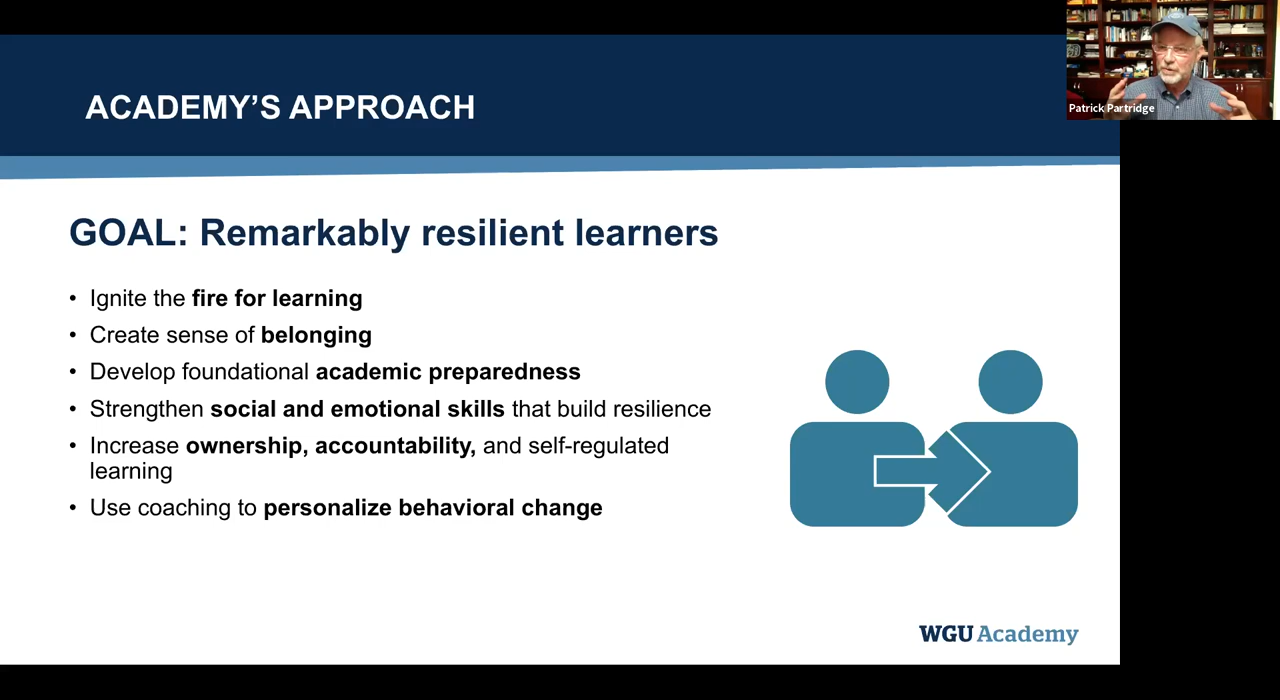 ACADEMY’S APPROACH
Patrick Partridge
GOAL: Remarkably resilient learners
• Ignite the fire for learning
• Create sense of belonging
• Develop foundational academic preparedness
• Strengthen social and emotional skills that build resilience
• Increase ownership, accountability, and self-regulated
learning
• Use coaching to personalize behavioral change
WGU Academy